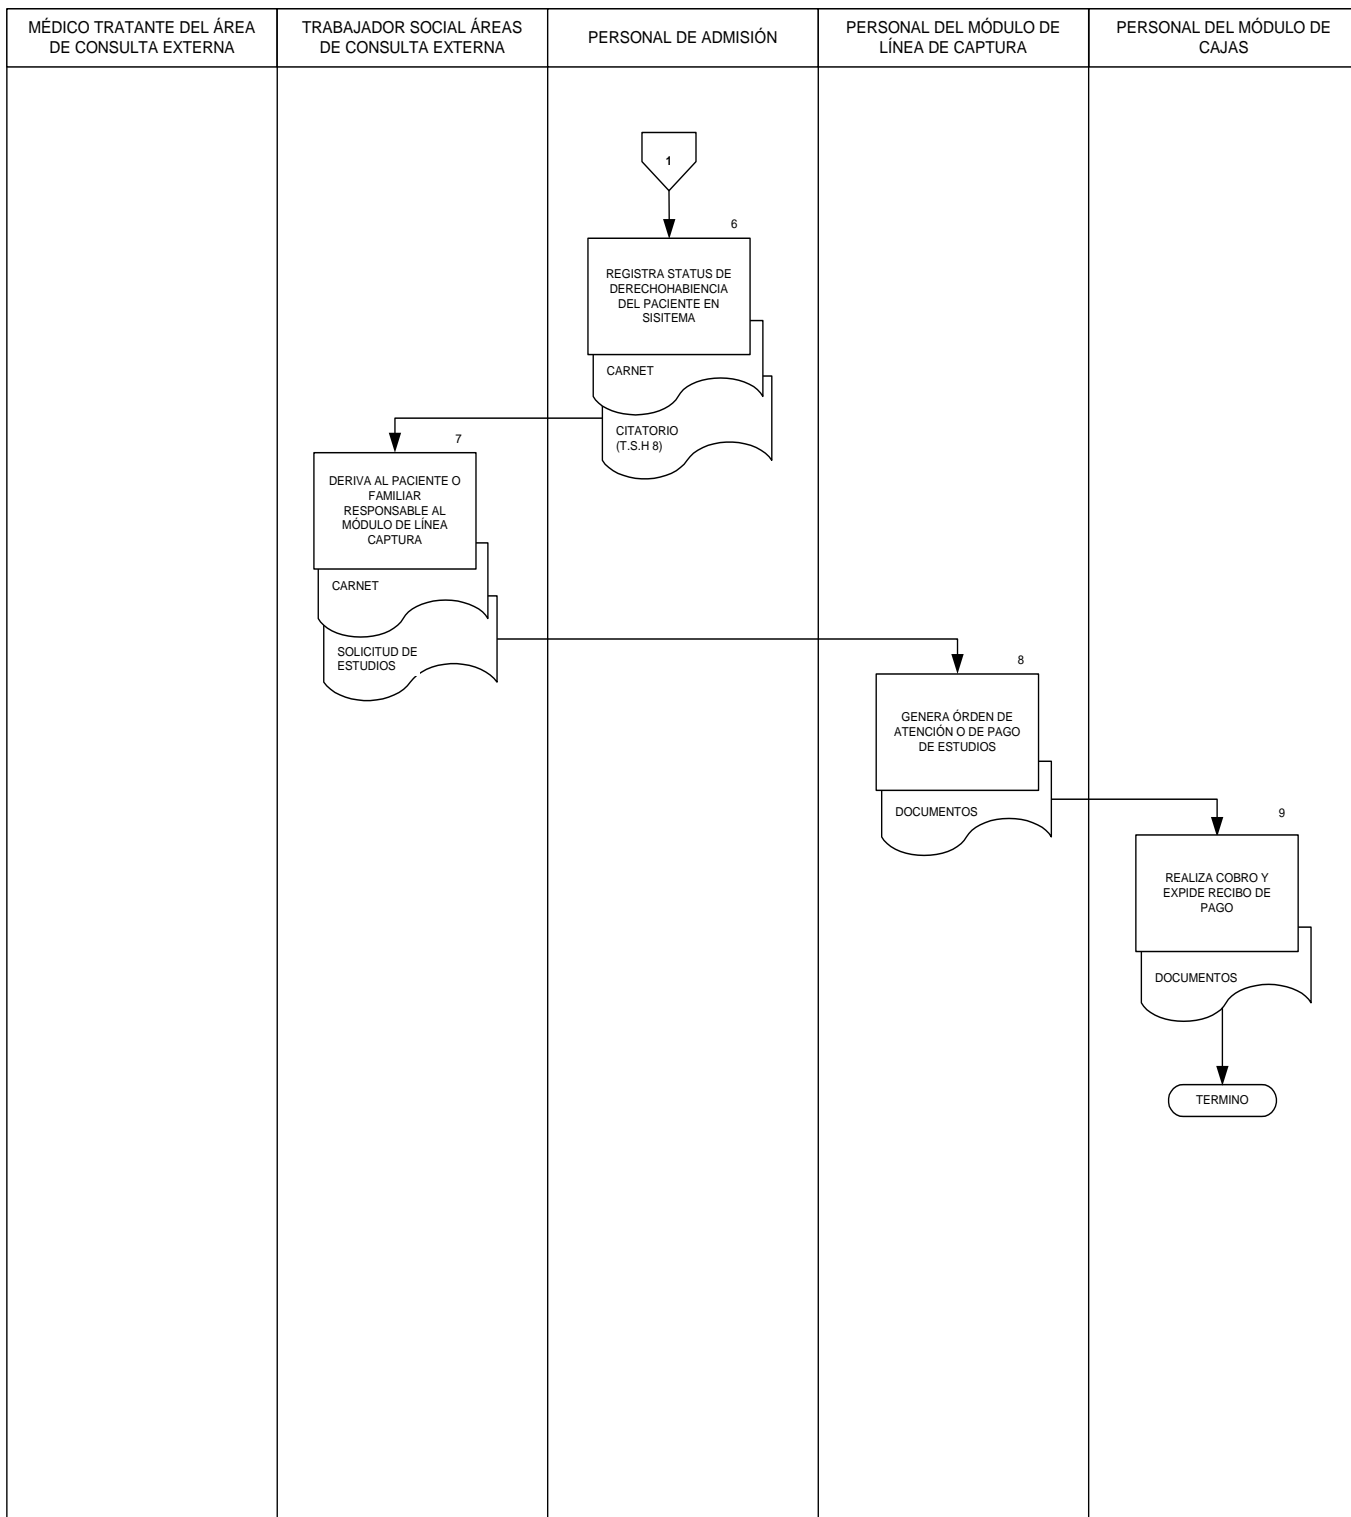 MÉDICO TRATANTE DEL ÁREA
DE CONSULTA EXTERNA
TRABAJADOR SOCIAL ÁREAS
DE CONSULTA EXTERNA
PERSONAL DE ADMISIÓN
PERSONAL DEL MÓDULO DE
LÍNEA DE CAPTURA
PERSONAL DEL MÓDULO DE
CAJAS
1
6
REGISTRA STATUS DE
DERECHOHABIENCIA
DEL PACIENTE EN
SISITEMA
CARNET
CITATORIO
(T.S.H 8)
7
DERIVA AL PACIENTE O
FAMILIAR
RESPONSABLE AL
MÓDULO DE LÍNEA
CAPTURA
CARNET
SOLICITUD DE
ESTUDIOS
8
GENERA ÓRDEN DE
ATENCIÓN O DE PAGO
DE ESTUDIOS
DOCUMENTOS
9
REALIZA COBRO Y
EXPIDE RECIBO DE
PAGO
DOCUMENTOS
TERMINO